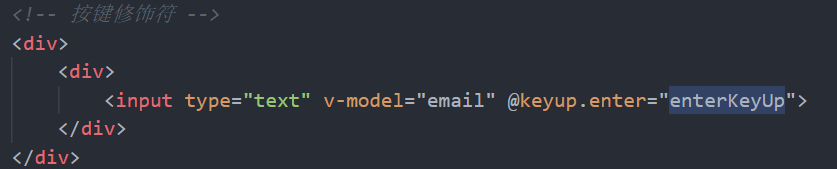 <!-- 按键修饰符 -->
<div>
<div>
<input type="text" v-model="email" @keyup.enter="enterKeyUp">
</div>
</div>